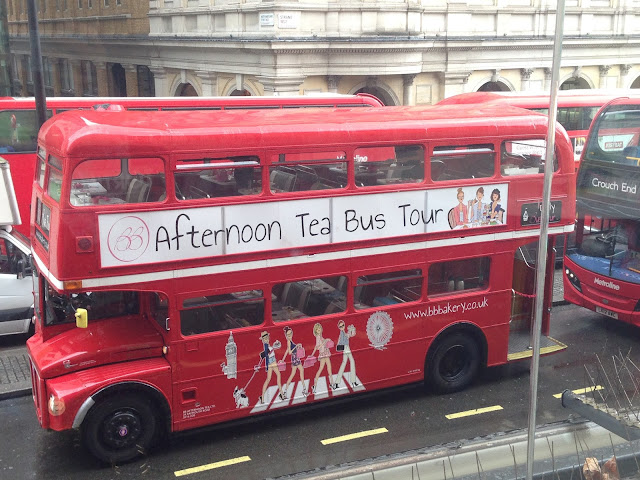 BB Afternoon Tea Bus Tour
www.bbbakery.co.uk
Crouch End
Metroline